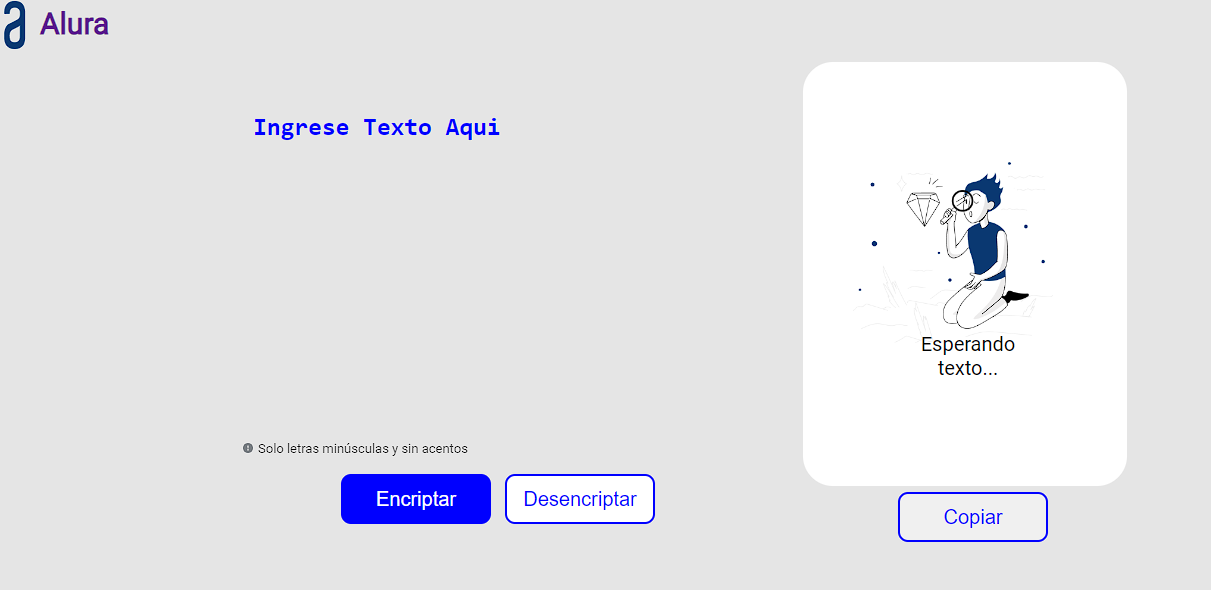 Alura
Ingrese Texto Aqui
Esperando
texto...
Solo letras minúsculas y sin acentos
Encriptar
Desencriptar
Copiar